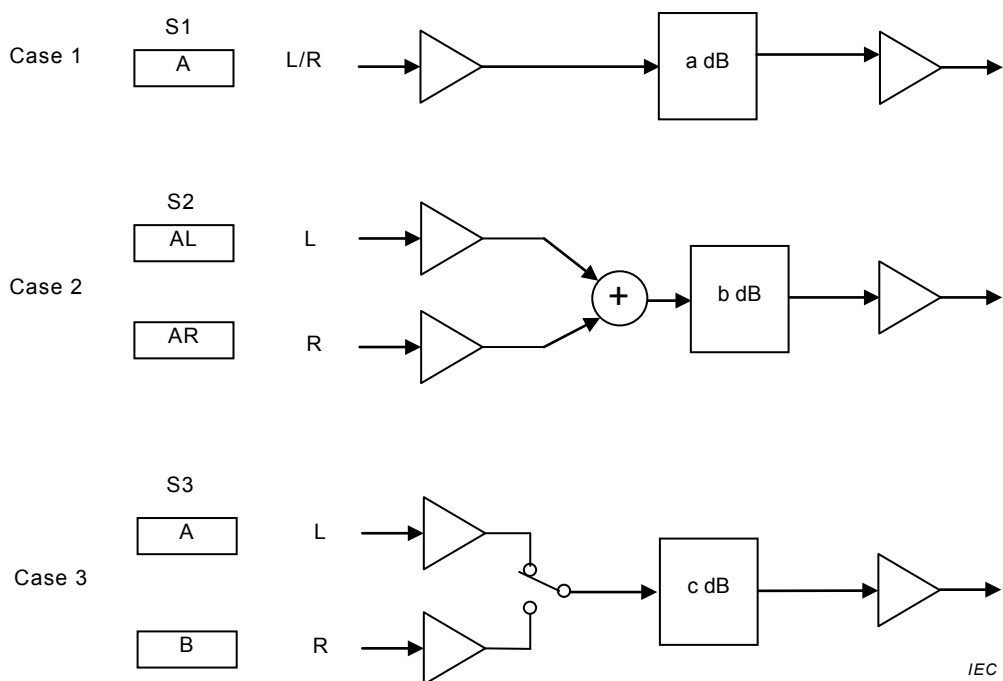 S1
Case 1
A
L/R
a dB
S2
AL
L
Case 2
+
b dB
AR
R
S3
A
L
Case 3
c dB
B
R
IEC